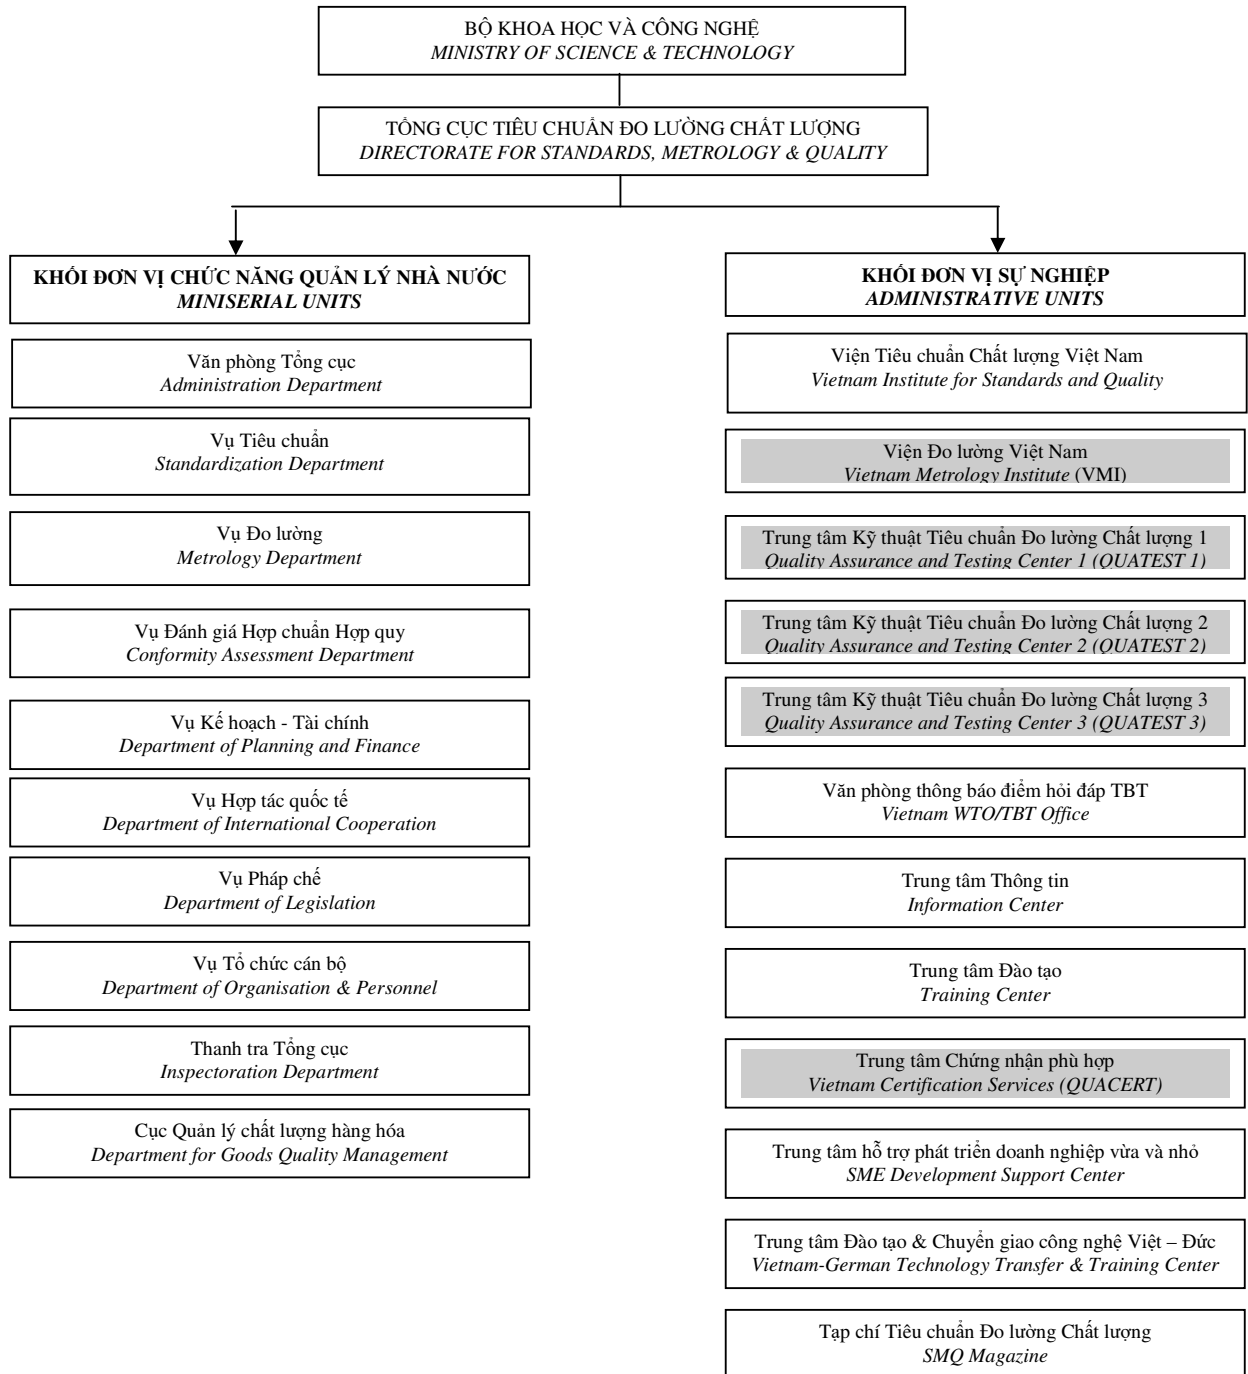 BỘ KHOA HỌC VÀ CÔNG NGHỆ
MINISTRY OF SCIENCE & TECHNOLOGY
TỔNG CỤC TIÊU CHUẨN ĐO LƯỜNG CHẤT LƯỢNG
DIRECTORATE FOR STANDARDS, METROLOGY & QUALITY
KHỐI ĐƠN VỊ CHỨC NĂNG QUẢN LÝ NHÀ NƯỚC
MINISERIAL UNITS
Văn phòng Tổng cục
Administration Department
Vụ Tiêu chuẩn
Standardization Department
Vụ Đo lường
Metrology Department
Vụ Đánh giá Hợp chuẩn Hợp quy
Conformity Assessment Department
Vụ Kế hoạch - Tài chính
Department of Planning and Finance
Vụ Hợp tác quốc tế
Department of International Cooperation
Vụ Pháp chế
Department of Legislation
Vụ Tổ chức cán bộ
Department of Organisation & Personnel
Thanh tra Tổng cục
Inspectoration Department
Cục Quản lý chất lượng hàng hóa
Department for Goods Quality Management
KHỐI ĐƠN VỊ SỰ NGHIỆP
ADMINISTRATIVE UNITS
Viện Tiêu chuẩn Chất lượng Việt Nam
Vietnam Institute for Standards and Quality
Viện Đo lường Việt Nam
Vietnam Metrology Institute (VMI)
Trung tâm Kỹ thuật Tiêu chuẩn Đo lường Chất lượng 1
Quality Assurance and Testing Center 1 (QUATEST 1)
Trung tâm Kỹ thuật Tiêu chuẩn Đo lường Chất lượng 2
Quality Assurance and Testing Center 2 (QUATEST 2)
Trung tâm Kỹ thuật Tiêu chuẩn Đo lường Chất lượng 3
Quality Assurance and Testing Center 3 (QUATEST 3)
Văn phòng thông báo điểm hỏi đáp TBT
Vietnam WTO/TBT Office
Trung tâm Thông tin
Information Center
Trung tâm Đào tạo
Training Center
Trung tâm Chứng nhận phù hợp
Vietnam Certification Services (QUACERT)
Trung tâm hỗ trợ phát triển doanh nghiệp vừa và nhỏ
SME Development Support Center
Trung tâm Đào tạo & Chuyển giao công nghệ Việt – Đức
Vietnam-German Technology Transfer & Training Center
Tạp chí Tiêu chuẩn Đo lường Chất lượng
SMQ Magazine